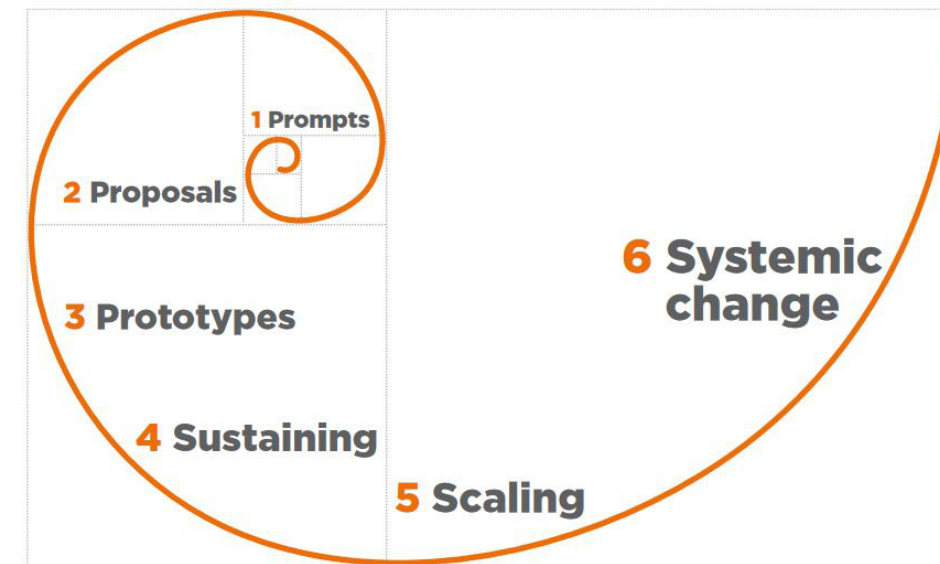 1 Prompts
2 Proposals
3 Prototypes
4 Sustaining
5 Scaling
6 Systemic
change